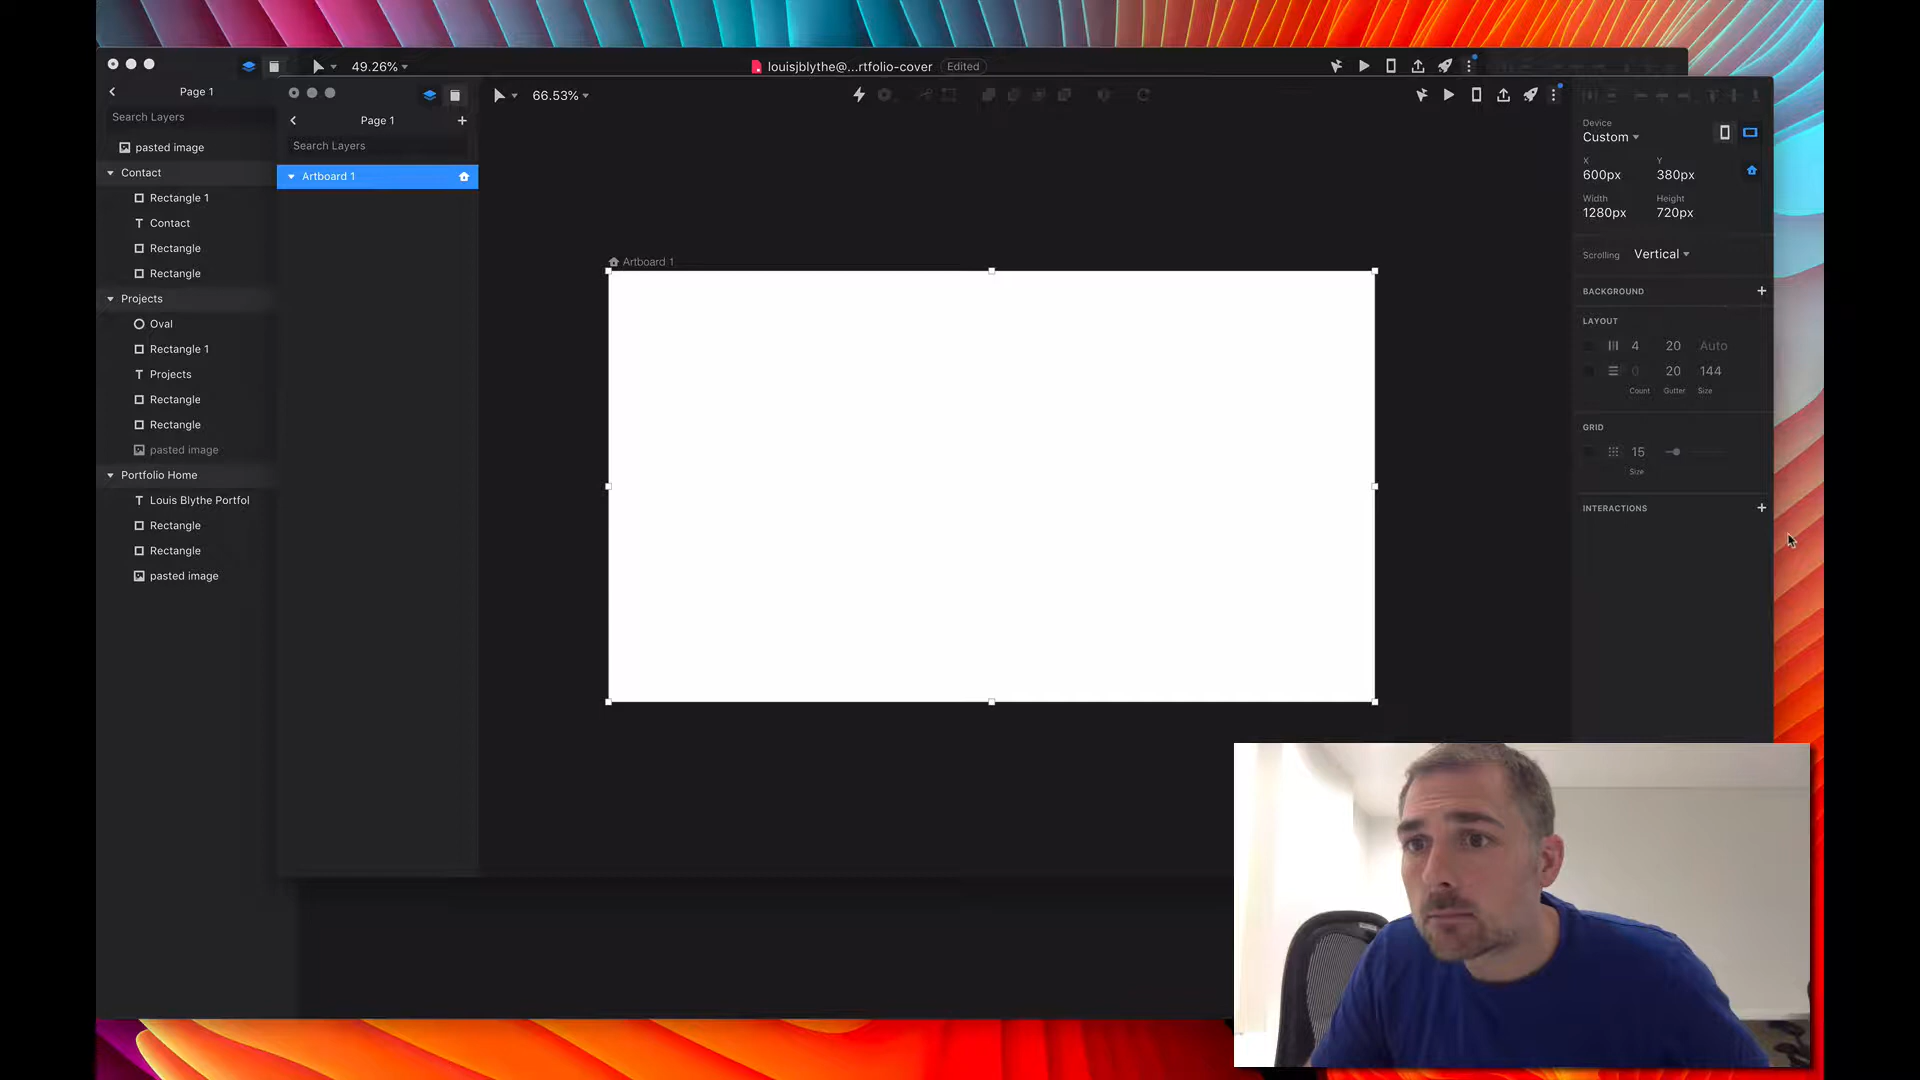 49.26%
louisjblythe@...rtfolio-cover
Edited
Page 1
Search Layers
pasted image
Contact
Rectangle 1
Contact
Rectangle
Rectangle
Projects
Oval
Rectangle 1
Projects
Rectangle
Rectangle
pasted image
Portfolio Home
Louis Blythe Portfol
Rectangle
Rectangle
pasted image
66.53%
Page 1
Search Layers
Artboard 1
Artboard 1
Device
Custom
X Y
600px 380px
Width Height
1280px 720px
Scrolling Vertical
BACKGROUND
LAYOUT
4 20 Auto
0 20 144
Count Gutter Size
GRID
15
Size
INTERACTIONS